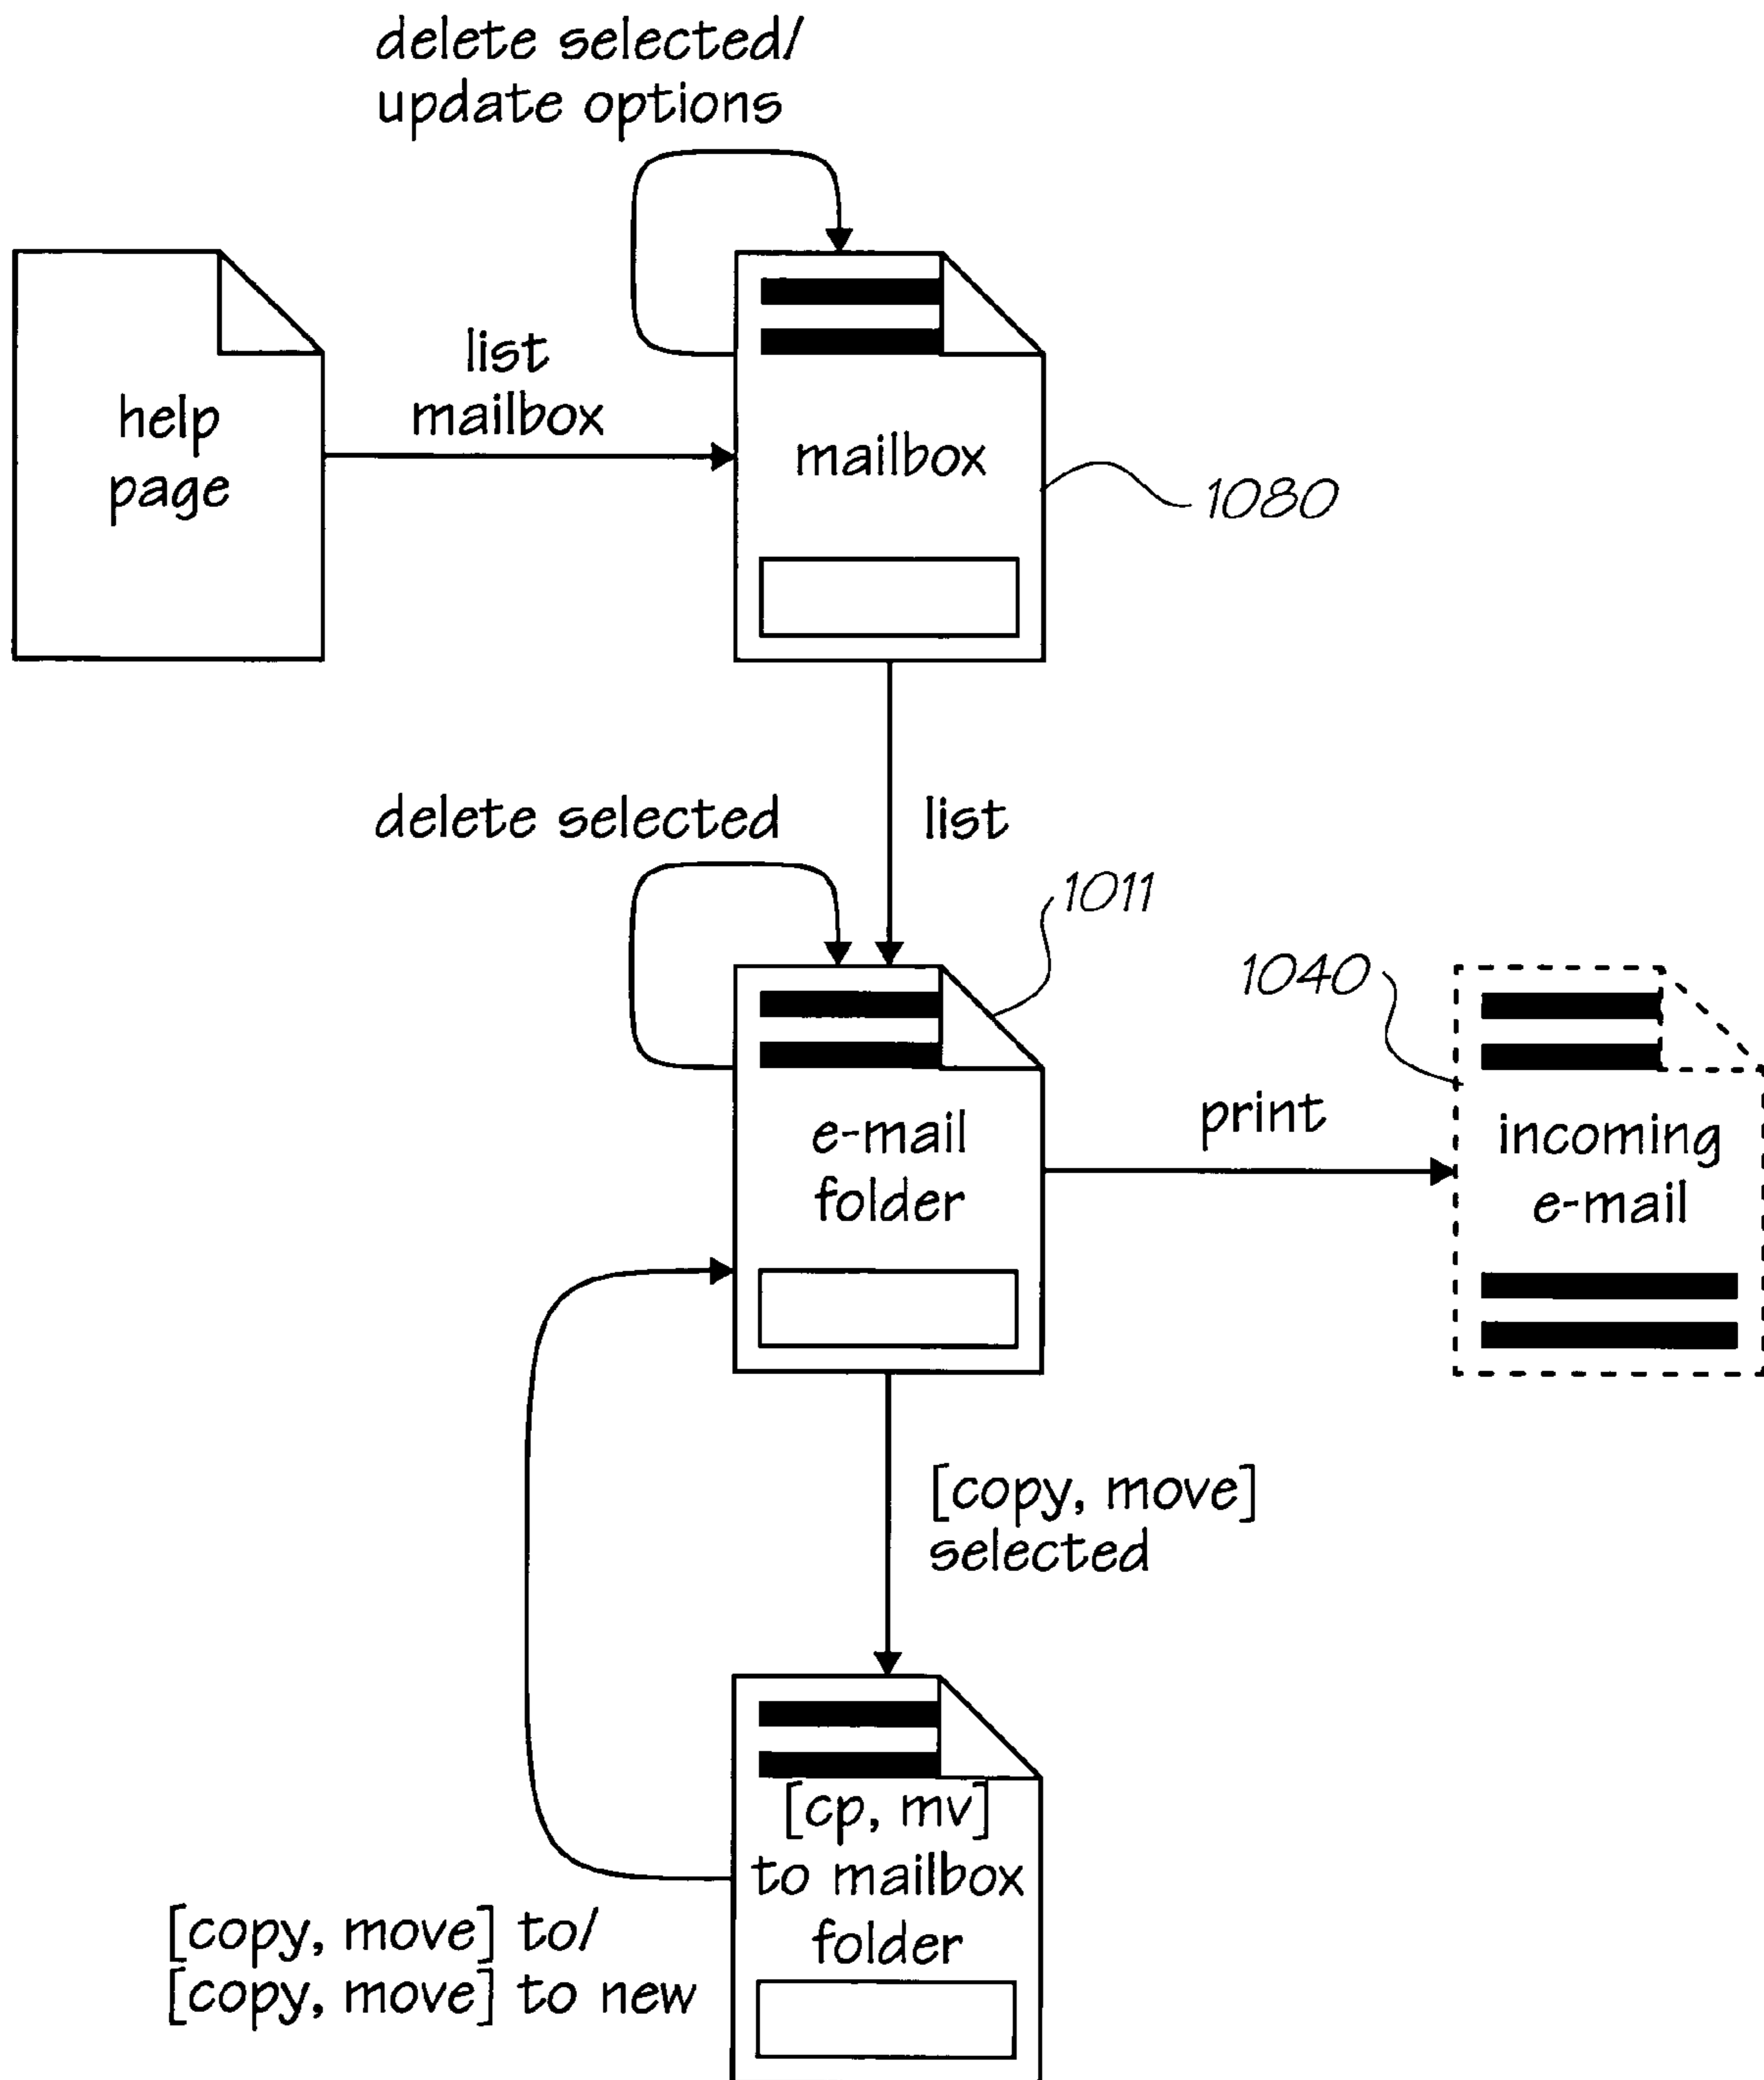 delete selected/
update options
list
mailbox
help
page
mailbox
1080
delete selected
list
1011
1040
e-mail
folder
print
incoming
e-mail
[copy, move]
selected
[cp, mv]
to mailbox
folder
[copy, move] to/
[copy, move] to new